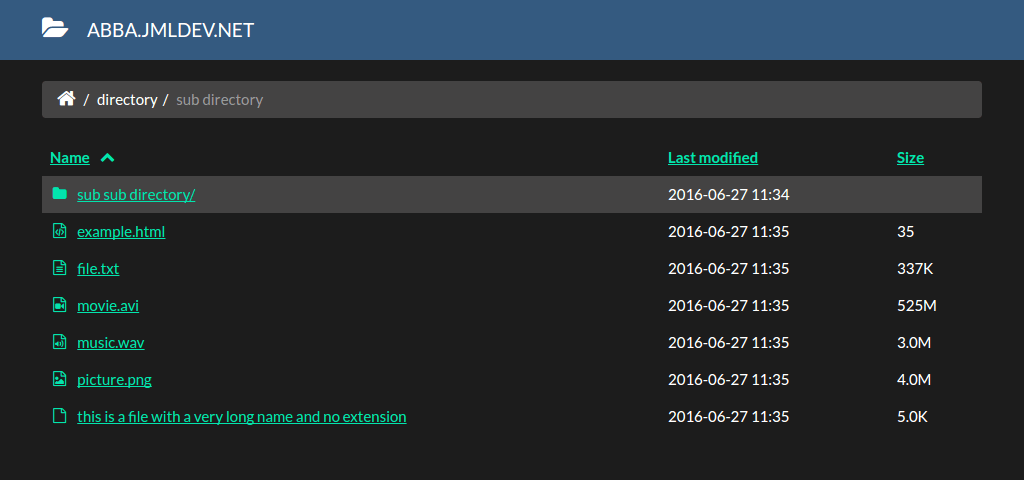 ABBA.JMLDEV.NET
/ directory / sub directory
Name Last modified Size
sub sub directory/ 2016-06-27 11:34
example.html 2016-06-27 11:35 35
file.txt 2016-06-27 11:35 337K
movie.avi 2016-06-27 11:35 525M
music.wav 2016-06-27 11:35 3.0M
picture.png 2016-06-27 11:35 4.0M
this is a file with a very long name and no extension 2016-06-27 11:35 5.0K